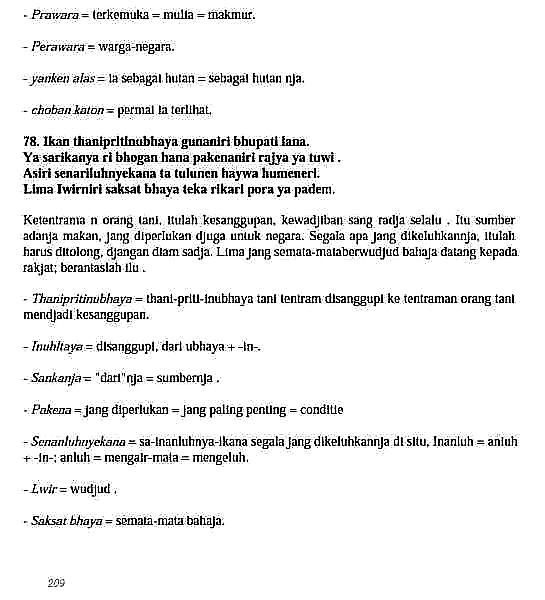 - Prawara = terkemuka = mulia = makmur.
- Perawara = warga-negara.
- yanken alas = ia sebagai hutan = sebagai hutan nja.
- choban katon = permai ia terlihat,
78. Ikan thanipritinubhaya gunaniri bhupati lana.
Ya sarikanya ri bhogan hana pakenaniri rajya ya tuwi .
Asiri senariluhnyekana ta tulunen haywa humeneri.
Lima Iwirniri saksat bhaya teka rikari pora ya padem.
Ketentrama n orang tani, itulah kesanggupan, kewadjiban sang radja selalu . Itu sumber
adanja makan, jang diperlukan djuga untuk negara. Segala apa jang dikeluhkannja, itulah
harus ditolong, djangan diam sadja. Lima jang semata-mataberwudjud bahaja datang kepada
rakjat; berantaslah itu .
- Thanipritinubhaya = thani-priti-inubhaya tani tentram disanggupi ke tentraman orang tani
mendjadi kesanggupan.
- Inuhltaya = disanggupi, dari ubhaya + -in-.
- Sankanja = "dari"nja = sumbernja .
- Pakena = jang diperlukan = jang paling penting = conditie
- Senanluhnyekana = sa-inanluhnya-ikana segala jang dikeluhkannja di situ, Inanluh = anluh
+ -in-; anluh = mengair-mata = mengeluh.
- Lwir = wudjud ,
- Saksat bhaya = semata-mata bahaja.
209